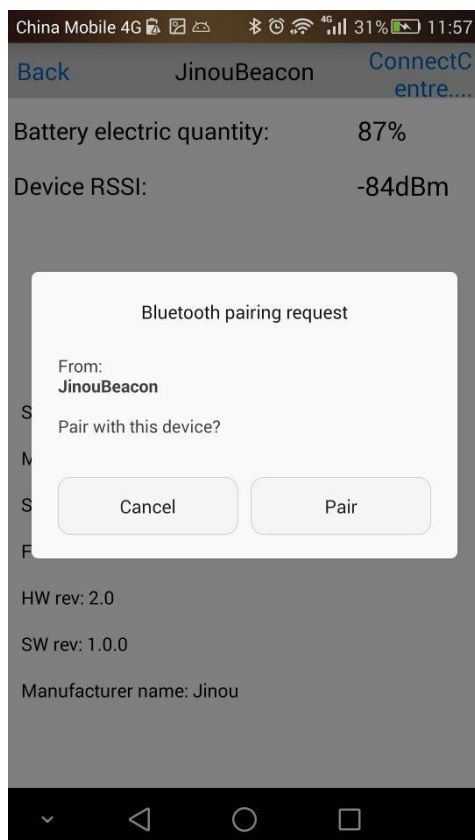 China Mobile 4G 4G 31% 11:57
Back JinouBeacon ConnectC
entre....
Battery electric quantity: 87%
Device RSSI: -84dBm
Bluetooth pairing request
From:
JinouBeacon
S
Pair with this device?
M
S Cancel Pair
F
HW rev: 2.0
SW rev: 1.0.0
Manufacturer name: Jinou